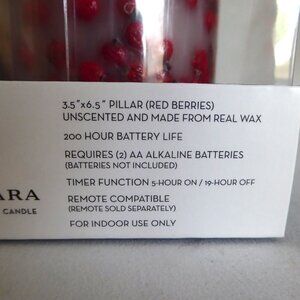 3.5"x6.5" PILLAR (RED BERRIES)
UNSCENTED AND MADE FROM REAL WAX
200 HOUR BATTERY LIFE
REQUIRES (2) AA ALKALINE BATTERIES
(BATTERIES NOT INCLUDED)
TIMER FUNCTION 5-HOUR ON / 19-HOUR OFF
REMOTE COMPATIBLE
(REMOTE SOLD SEPARATELY)
FOR INDOOR USE ONLY
ARA
CANDLE